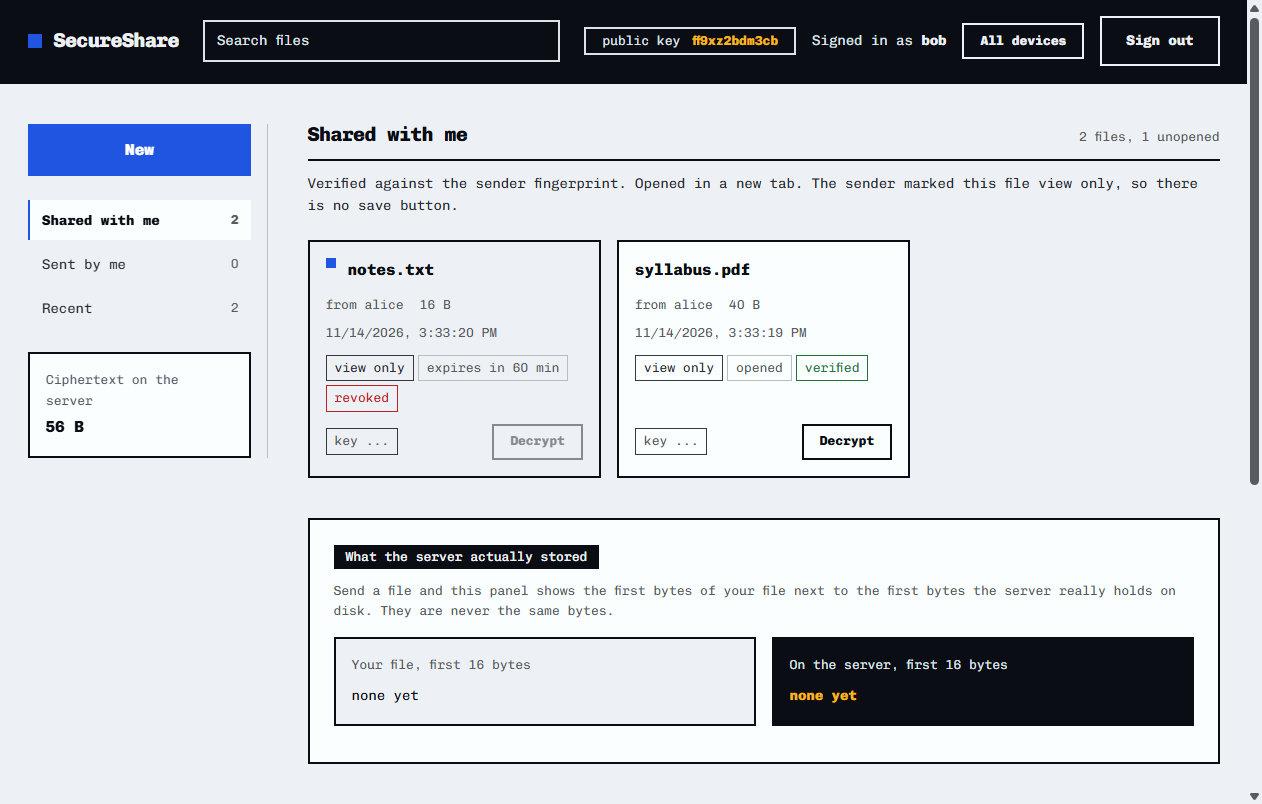 SecureShare
Search files
public key ff9xz2bdm3cb
Signed in as bob
All devices
Sign out
New
Shared with me 2
Sent by me 0
Recent 2
Ciphertext on the
server
56 B
Shared with me
2 files, 1 unopened
Verified against the sender fingerprint. Opened in a new tab. The sender marked this file view only, so there
is no save button.
notes.txt
from alice 16 B
11/14/2026, 3:33:20 PM
view only expires in 60 min
revoked
key ... Decrypt
syllabus.pdf
from alice 40 B
11/14/2026, 3:33:19 PM
view only opened verified
key ... Decrypt
What the server actually stored
Send a file and this panel shows the first bytes of your file next to the first bytes the server really holds on
disk. They are never the same bytes.
Your file, first 16 bytes
none yet
On the server, first 16 bytes
none yet